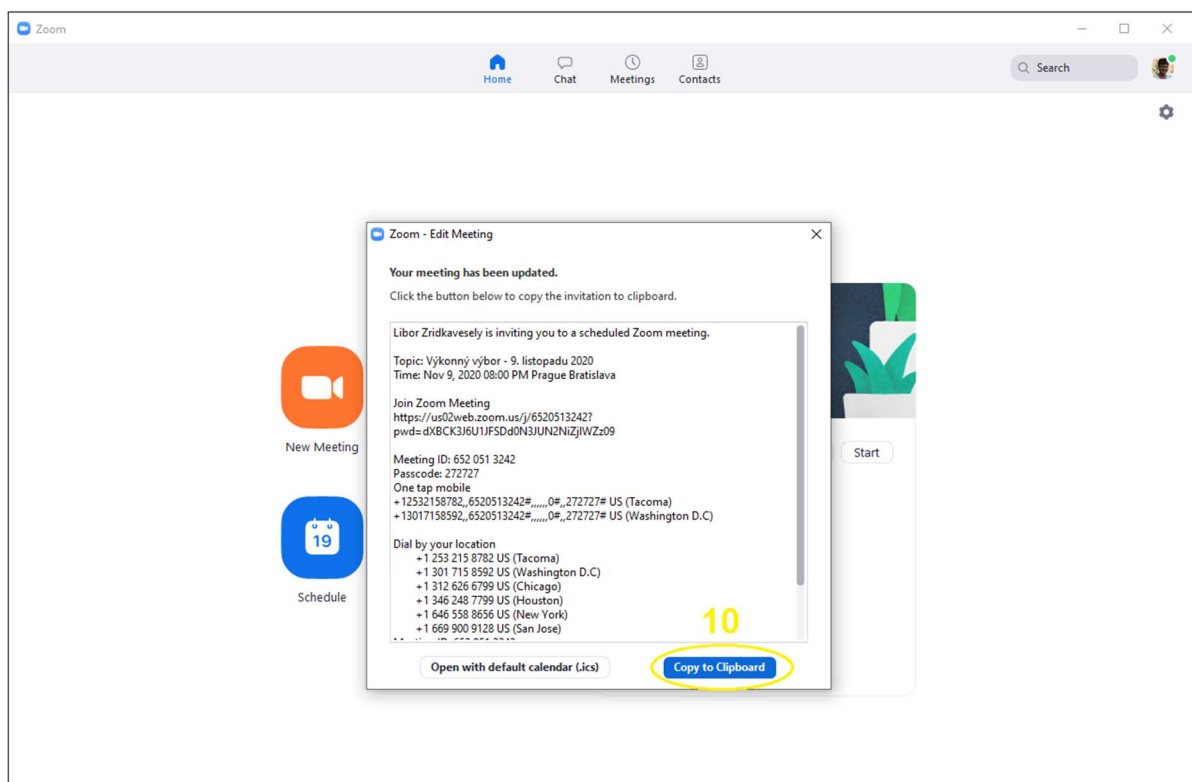 Zoom
Home
Chat
Meetings
Contacts
Search
Zoom - Edit Meeting
Your meeting has been updated.
Click the button below to copy the invitation to clipboard.
Libor Zridkavesely is inviting you to a scheduled Zoom meeting.
Topic: Výkonný výbor - 9. listopadu 2020
Time: Nov 9, 2020 08:00 PM Prague Bratislava
Join Zoom Meeting
https://us02web.zoom.us/j/6520513242?
pwd=dXBCK3J6U1JFSDd0N3JUN2NiZjlWZz09
Meeting ID: 652 051 3242
Passcode: 272727
One tap mobile
+12532158782,,6520513242#,,,,,,0#,,272727# US (Tacoma)
+13017158592,,6520513242#,,,,,,0#,,272727# US (Washington D.C)
Dial by your location
+1 253 215 8782 US (Tacoma)
+1 301 715 8592 US (Washington D.C)
+1 312 626 6799 US (Chicago)
+1 346 248 7799 US (Houston)
+1 646 558 8656 US (New York)
+1 669 900 9128 US (San Jose)
New Meeting
Start
19
Schedule
10
Open with default calendar (.ics)
Copy to Clipboard